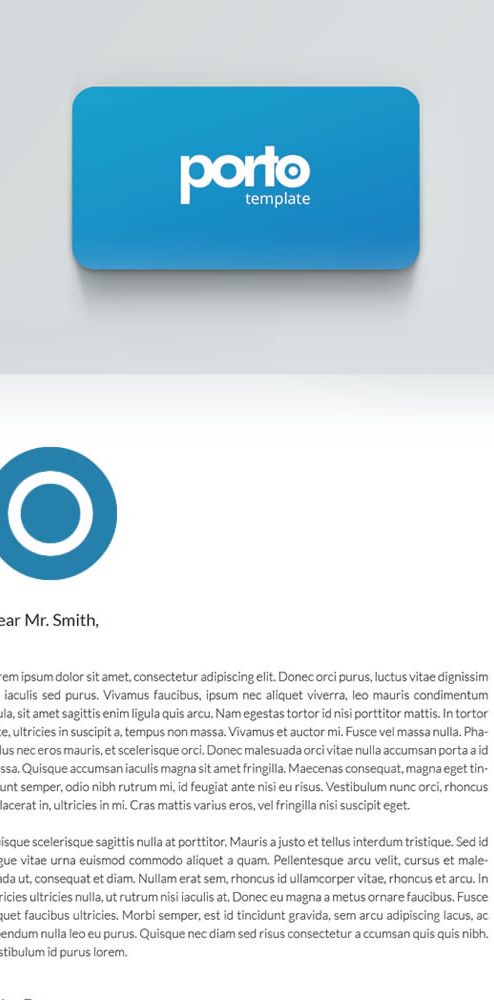 porto
template
ear Mr. Smith,
rem ipsum dolor sit amet, consectetur adipiscing elit. Donec orci purus, luctus vitae dignissim
iaculis sed purus. Vivamus faucibus, ipsum nec aliquet viverra, leo mauris condimentum
ula, sit amet sagittis enim ligula quis arcu. Nam egestas tortor id nisi porttitor mattis. In tortor
te, ultricies in suscipit a, tempus non massa. Vivamus et auctor mi. Fusce vel massa nulla. Pha-
lus nec eros mauris, et scelerisque orci. Donec malesuada orci vitae nulla accumsan porta a id
ssa. Quisque accumsan iaculis magna sit amet fringilla. Maecenas consequat, magna eget tin-
unt semper, odio nibh rutrum mi, id feugiat ante nisi eu risus. Vestibulum nunc orci, rhoncus
lacerat in, ultricies in mi. Cras mattis varius eros, vel fringilla nisi suscipit eget.
isque scelerisque sagittis nulla at porttitor. Mauris a justo et tellus interdum tristique. Sed id
gue vitae urna euismod commodo aliquet a quam. Pellentesque arcu velit, cursus et male-
ada ut, consequat et diam. Nullam erat sem, rhoncus id ullamcorper vitae, rhoncus et arcu. In
ricies ultricies nulla, ut rutrum nisi iaculis at. Donec eu magna a metus ornare faucibus. Fusce
quet faucibus ultricies. Morbi semper, est id tincidunt gravida, sem arcu adipiscing lacus, ac
pendum nulla leo eu purus. Quisque nec diam sed risus consectetur a ccumsan quis quis nibh.
stibulum id purus lorem.